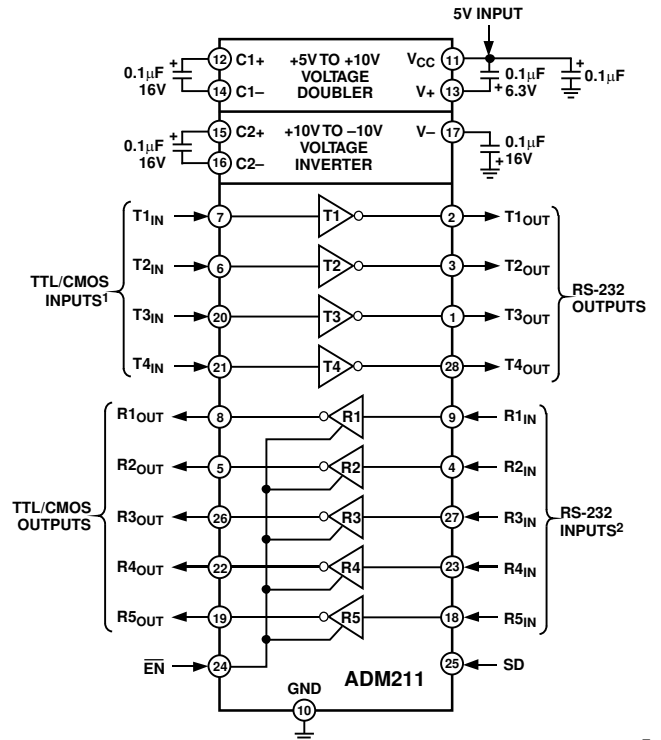 5V INPUT
12 C1+ +5V TO +10V VCC 11
0.1μF 16V
VOLTAGE
14 C1– DOUBLER V+ 13
+ 0.1μF
+ 6.3V
+ 0.1μF
15 C2+ +10V TO –10V V– 17
0.1μF 16V
VOLTAGE
16 C2– INVERTER
0.1μF
+ 16V
T1IN 7 T1 2 T1OUT
T2IN 6 T2 3 T2OUT
TTL/CMOS
INPUTS1
RS-232
OUTPUTS
T3IN 20 T3 1 T3OUT
T4IN 21 T4 28 T4OUT
R1OUT 8 R1 9 R1IN
R2OUT 5 R2 4 R2IN
TTL/CMOS
OUTPUTS
RS-232
INPUTS2
R3OUT 26 R3 27 R3IN
R4OUT 22 R4 23 R4IN
R5OUT 19 R5 18 R5IN
EN 24 25 SD
ADM211
GND
10